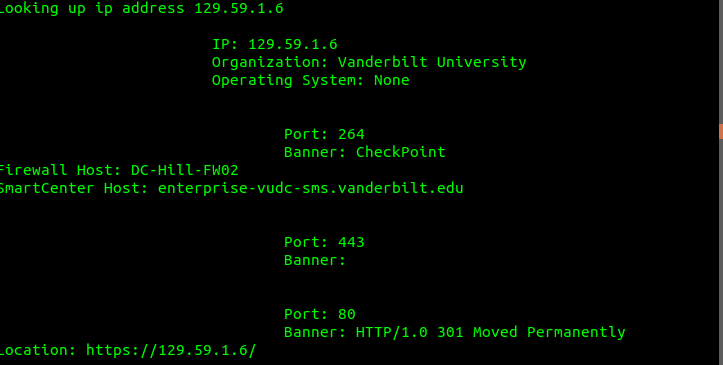 Looking up ip address 129.59.1.6
IP: 129.59.1.6
Organization: Vanderbilt University
Operating System: None
Port: 264
Banner: CheckPoint
Firewall Host: DC-Hill-FW02
SmartCenter Host: enterprise-vudc-sms.vanderbilt.edu
Port: 443
Banner:
Port: 80
Banner: HTTP/1.0 301 Moved Permanently
Location: https://129.59.1.6/